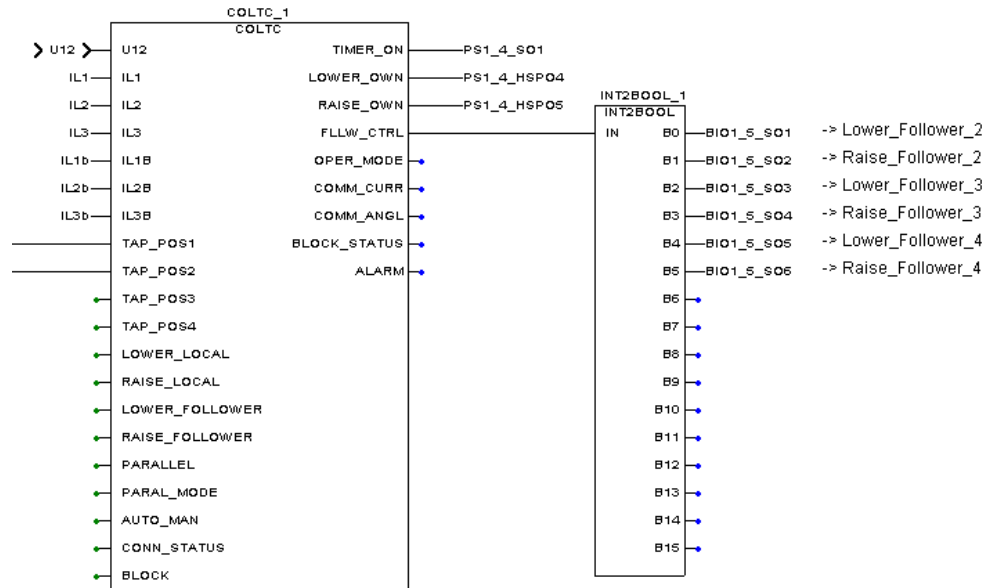 COLTC_1
COLTC
U12 U12 TIMER_ON PS1_4_SO1
IL1 IL1 LOWER_OWN PS1_4_HSPO4
IL2 IL2 RAISE_OWN PS1_4_HSPO5
IL3 IL3 FLLW_CTRL
IL1b IL1B OPER_MODE
IL2b IL2B COMM_CURR
IL3b IL3B COMM_ANGL
TAP_POS1 BLOCK_STATUS
TAP_POS2 ALARM
TAP_POS3
TAP_POS4
LOWER_LOCAL
RAISE_LOCAL
LOWER_FOLLOWER
RAISE_FOLLOWER
PARALLEL
PARAL_MODE
AUTO_MAN
CONN_STATUS
BLOCK
INT2BOOL_1
INT2BOOL
IN B0 BIO1_5_SO1 -> Lower_Follower_2
B1 BIO1_5_SO2 -> Raise_Follower_2
B2 BIO1_5_SO3 -> Lower_Follower_3
B3 BIO1_5_SO4 -> Raise_Follower_3
B4 BIO1_5_SO5 -> Lower_Follower_4
B5 BIO1_5_SO6 -> Raise_Follower_4
B6
B7
B8
B9
B10
B11
B12
B13
B14
B15